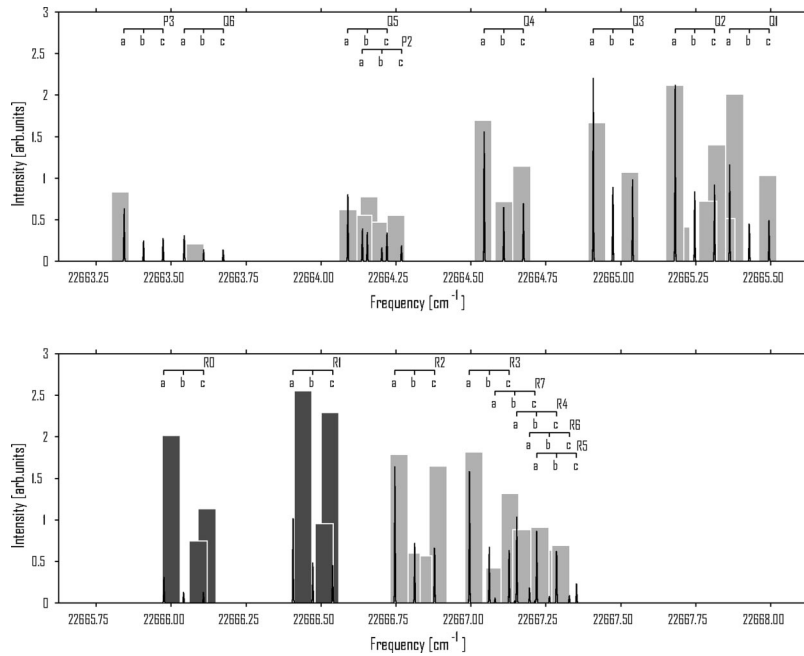 3
P3 Q6 Q5 Q4 Q3 Q2 Q1
a b c a b c a b c a b c a b c a b c a b c
P2
a b c
2.5
2
1.5
1
0.5
0
Intensity [arb.units]
22663.25 22663.50 22663.75 22664.00 22664.25 22664.50 22664.75 22665.00 22665.25 22665.50
Frequency [cm⁻¹]
3
R0 R1 R2 R3
a b c a b c a b c a b c
R7
a b c
R4
a b c
R6
a b c
R5
a b c
2.5
2
1.5
1
0.5
0
Intensity [arb.units]
22665.75 22666.00 22666.25 22666.50 22666.75 22667.00 22667.25 22667.50 22667.75 22668.00
Frequency [cm⁻¹]